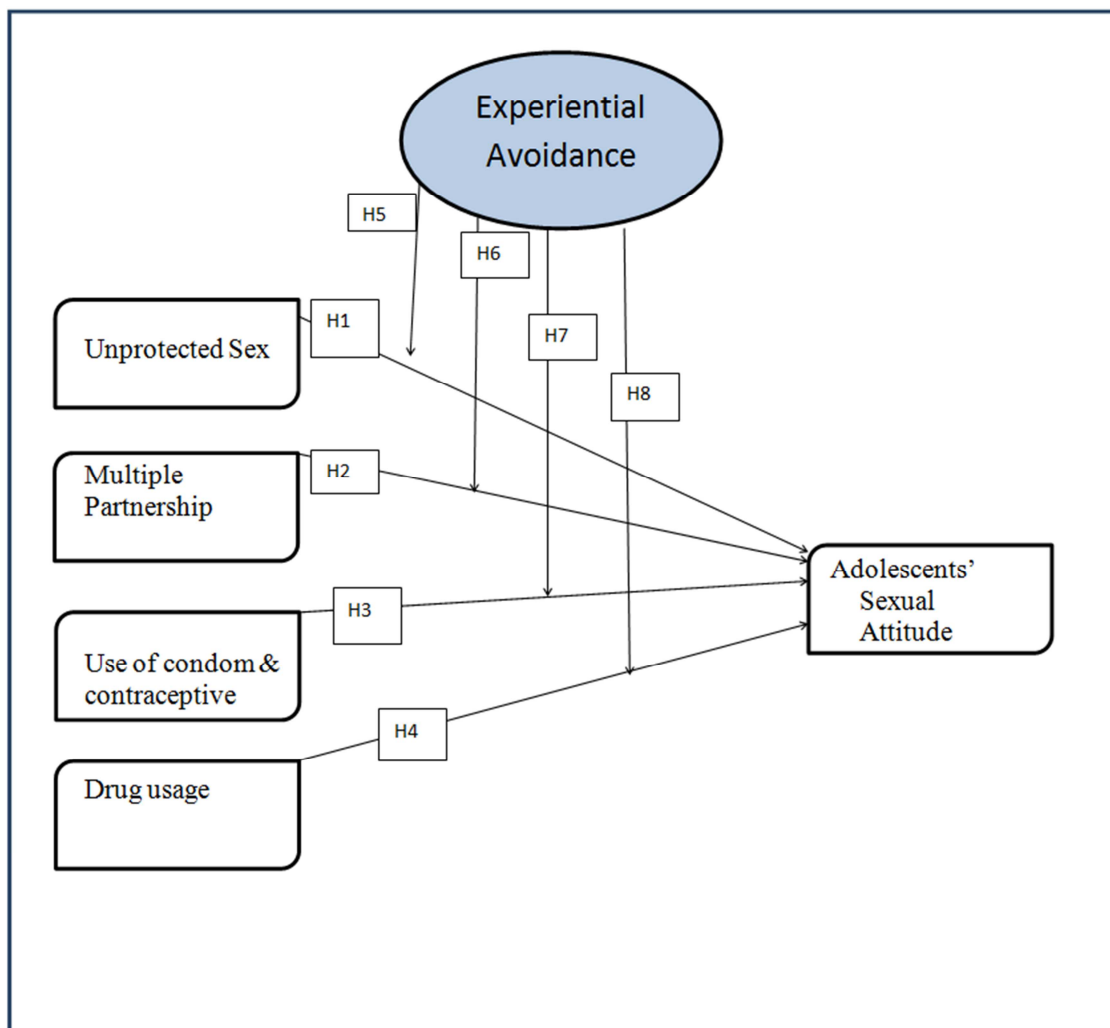 Experiential
Avoidance
H5
H6
H1
Unprotected Sex
H7
H8
H2
Multiple
Partnership
Adolescents’
Sexual
Attitude
H3
Use of condom &
contraceptive
H4
Drug usage